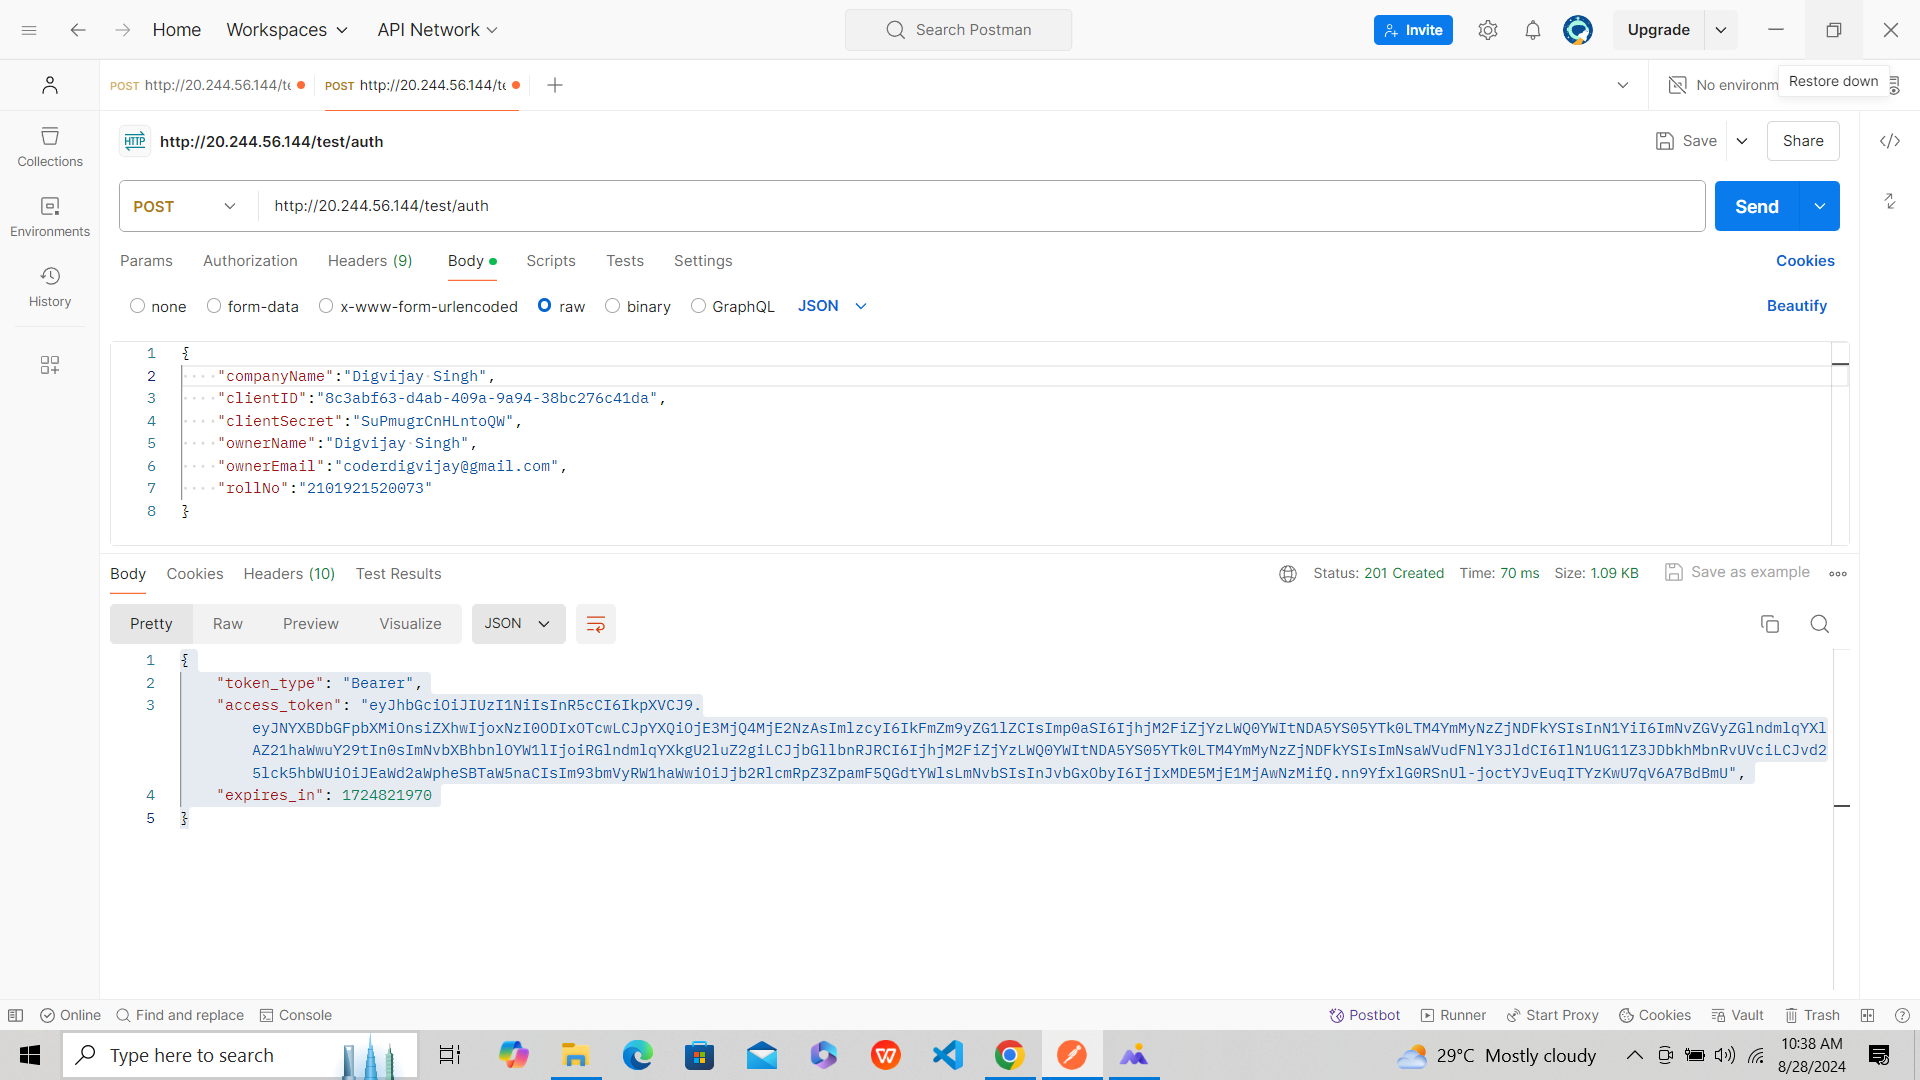 Home Workspaces API Network Search Postman Invite Upgrade
POST http://20.244.56.144/te POST http://20.244.56.144/te No environm Restore down
HTTP http://20.244.56.144/test/auth Save Share
POST http://20.244.56.144/test/auth Send
Params Authorization Headers (9) Body Scripts Tests Settings Cookies
none form-data x-www-form-urlencoded raw binary GraphQL JSON Beautify
1 {
2 "companyName":"Digvijay Singh",
3 "clientID":"8c3abf63-d4ab-409a-9a94-38bc276c41da",
4 "clientSecret":"SuPmugrCnHLntoQW",
5 "ownerName":"Digvijay Singh",
6 "ownerEmail":"coderdigvijay@gmail.com",
7 "rollNo":"2101921520073"
8 }
Collections
Environments
History
Body Cookies Headers (10) Test Results Status: 201 Created Time: 70 ms Size: 1.09 KB Save as example
Pretty Raw Preview Visualize JSON
1 {
2 "token_type": "Bearer",
3 "access_token": "eyJhbGciOiJIUzI1NiIsInR5cCI6IkpXVCJ9.
eyJNYXBDbGFpbXMiOnsiZXhwIjoxNzI0ODIxOTcwLCJpYXQiOjE3MjQ4MjE2NzAsImlzcyI6IkFmZm9yZG1lZCIsImp0aSI6IjhjM2FiZjYzLWQ0YWItNDA5YS05YTk0LTM4YmMyNzZjNDFkYSIsInN1YiI6ImNvZGVyZGlndmlqYXl
AZ21haWwuY29tIn0sImNvbXBhbnlOYW1lIjoiRGlndmlqYXkgU2luZ2giLCJjbGllbnRJRCI6IjhjM2FiZjYzLWQ0YWItNDA5YS05YTk0LTM4YmMyNzZjNDFkYSIsImNsaWVudFNlY3JldCI6IlN1UG11Z3JDbkhMbnRvUVciLCJvd2
5lck5hbWUiOiJEaWd2aWpheSBTaW5naCIsIm93bmVyRW1haWwiOiJjb2RlcmRpZ3ZpamF5QGdtYWlsLmNvbSIsInJvbGxObyI6IjIxMDE5MjE1MjAwNzMifQ.nn9YfxlG0RSnUl-joctYJvEuqITYzKwU7qV6A7BdBmU",
4 "expires_in": 1724821970
5 }
Online Find and replace Console Postbot Runner Start Proxy Cookies Vault Trash
Type here to search 29°C Mostly cloudy 10:38 AM
8/28/2024